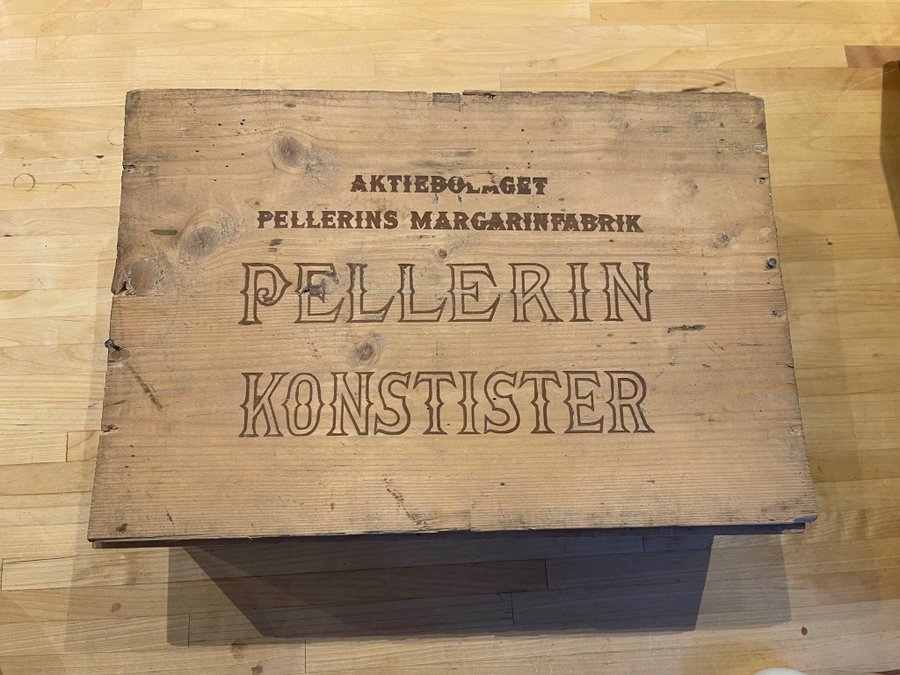 AKTIEBOLAGET
PELLERINS MARGARINFABRIK
PELLERIN
KONSTISTER